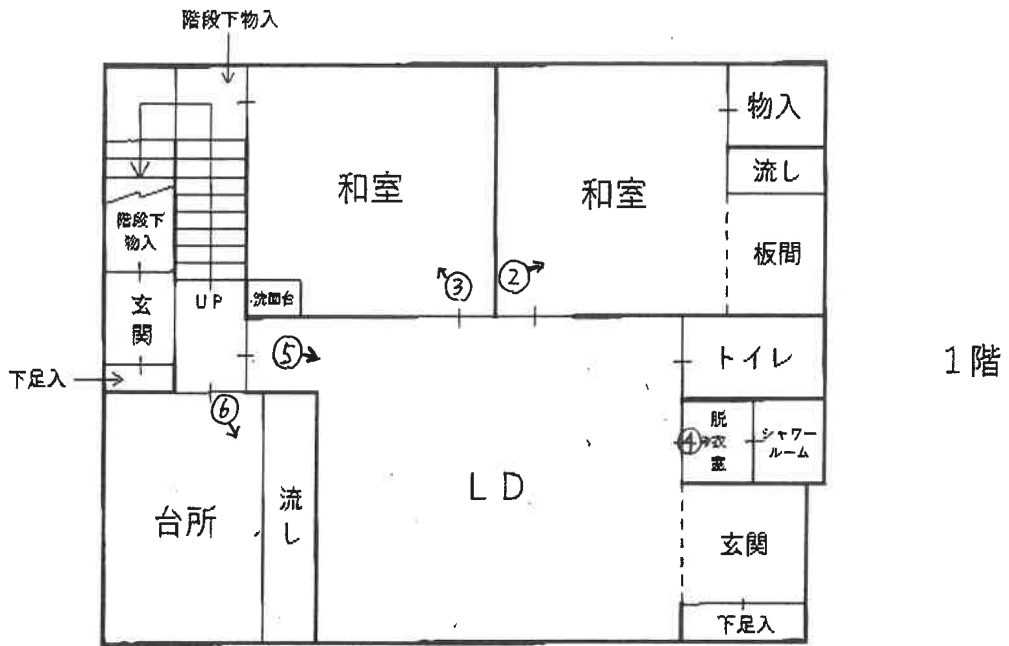 階段下物入
物入
流し
和室
和室
階段下
物入
板間
③
②
玄
関
UP
洗面台
⑤
トイレ
1階
下足入
⑥
脱
衣
室
④
シャワー
ルーム
LD
流
し
台所
玄関
下足入